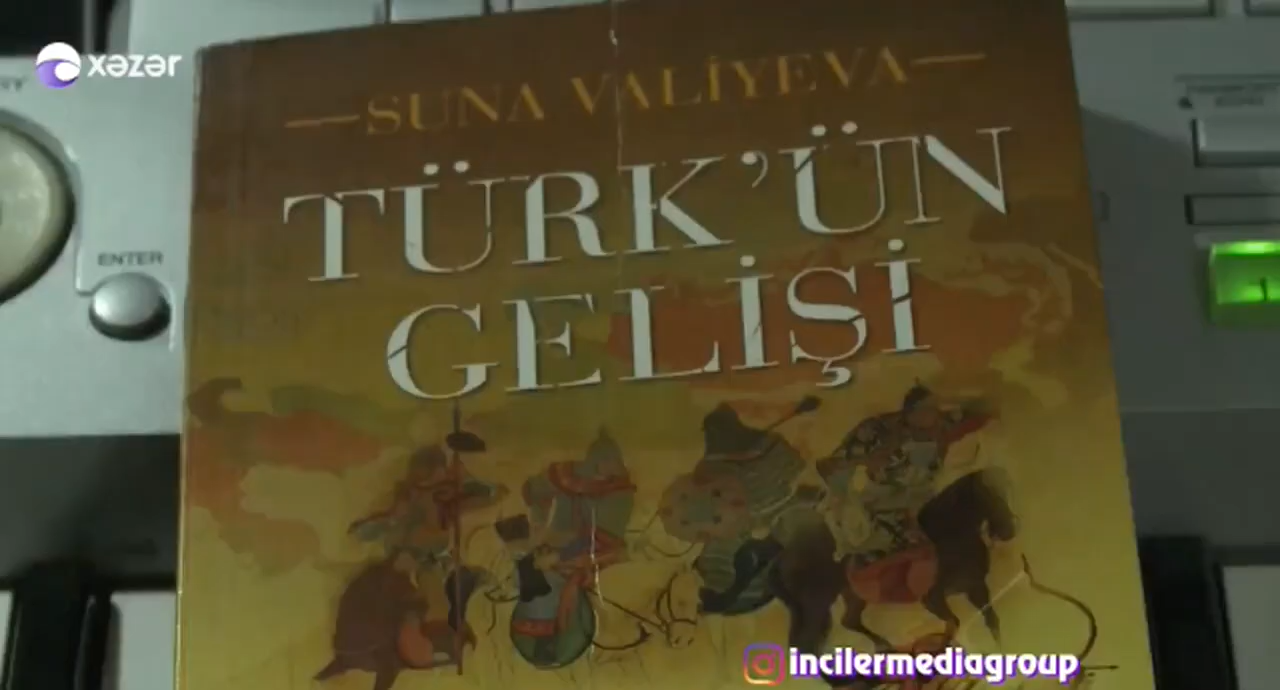 xəzər
SUNA VALİYEVA
TÜRK'ÜN
GELİŞİ
ENTER
incilermediagroup